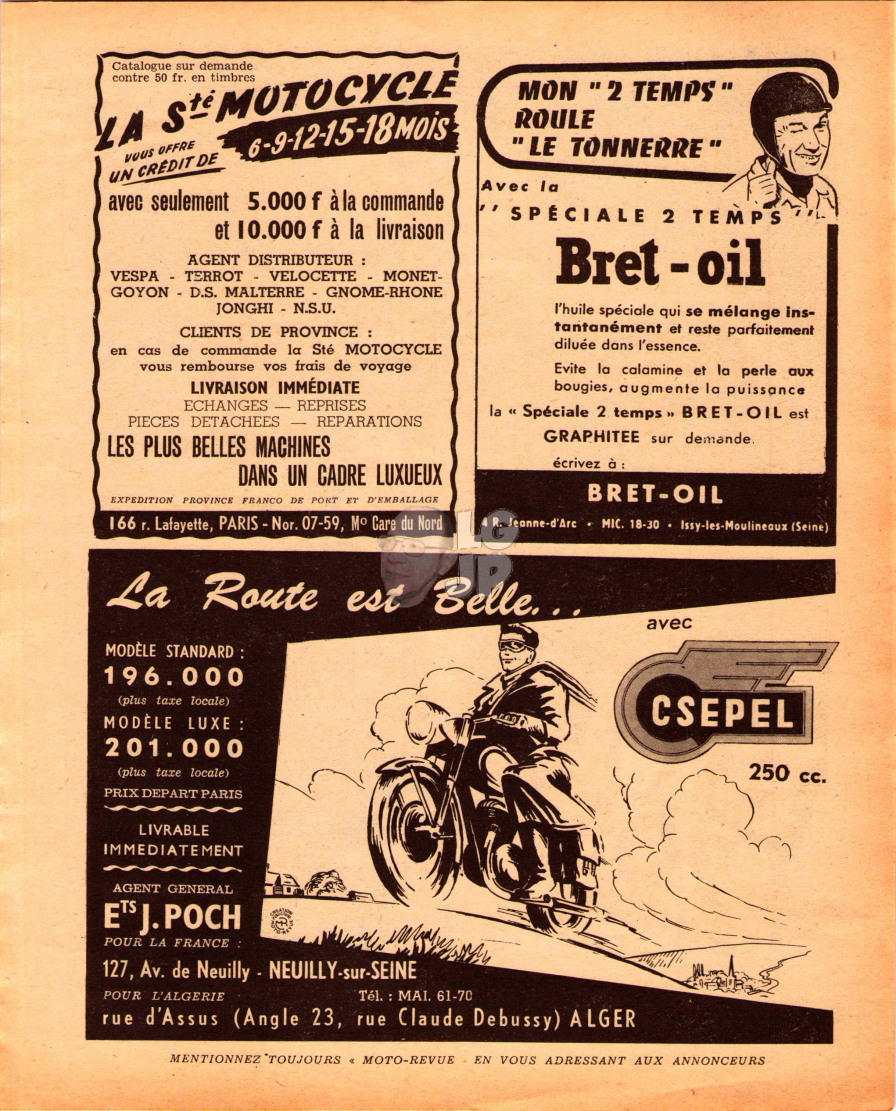 Catalogue sur demande
contre 50 fr. en timbres
LA Sté MOTOCYCLE
VOUS OFFRE
UN CRÉDIT DE
6-9-12-15-18 MOIS
avec seulement 5.000 f à la commande
et 10.000 f à la livraison
AGENT DISTRIBUTEUR :
VESPA - TERROT - VELOCETTE - MONET-
GOYON - D.S. MALTERRE - GNOME-RHONE
JONGHI - N.S.U.
CLIENTS DE PROVINCE :
en cas de commande la Sté MOTOCYCLE
vous rembourse vos frais de voyage
LIVRAISON IMMÉDIATE
ECHANGES — REPRISES
PIECES DETACHEES — REPARATIONS
LES PLUS BELLES MACHINES
DANS UN CADRE LUXUEUX
EXPEDITION PROVINCE FRANCO DE PORT ET D'EMBALLAGE
166 r. Lafayette, PARIS - Nor. 07-59, Mº Gare du Nord
MON "2 TEMPS"
ROULE
"LE TONNERRE"
Avec la
"SPÉCIALE 2 TEMPS"
Bret-oil
l'huile spéciale qui se mélange ins-
tantanément et reste parfaitement
diluée dans l'essence.
Evite la calamine et la perle aux
bougies, augmente la puissance
la « Spéciale 2 temps » BRET-OIL est
GRAPHITEE sur demande.
écrivez à :
BRET-OIL
4 R. Jeanne-d'Arc • MIC. 18-30 • Issy-les-Moulineaux (Seine)
LG
JP
La Route est Belle...
avec
CSEPEL
250 cc.
MODÈLE STANDARD :
196.000
(plus taxe locale)
MODÈLE LUXE :
201.000
(plus taxe locale)
PRIX DEPART PARIS
LIVRABLE
IMMEDIATEMENT
AGENT GENERAL
ETS J. POCH
POUR LA FRANCE :
127, Av. de Neuilly - NEUILLY-sur-SEINE
POUR L'ALGERIE Tél. : MAI. 61-70
rue d'Assus (Angle 23, rue Claude Debussy) ALGER
MENTIONNEZ TOUJOURS « MOTO-REVUE - EN VOUS ADRESSANT AUX ANNONCEURS